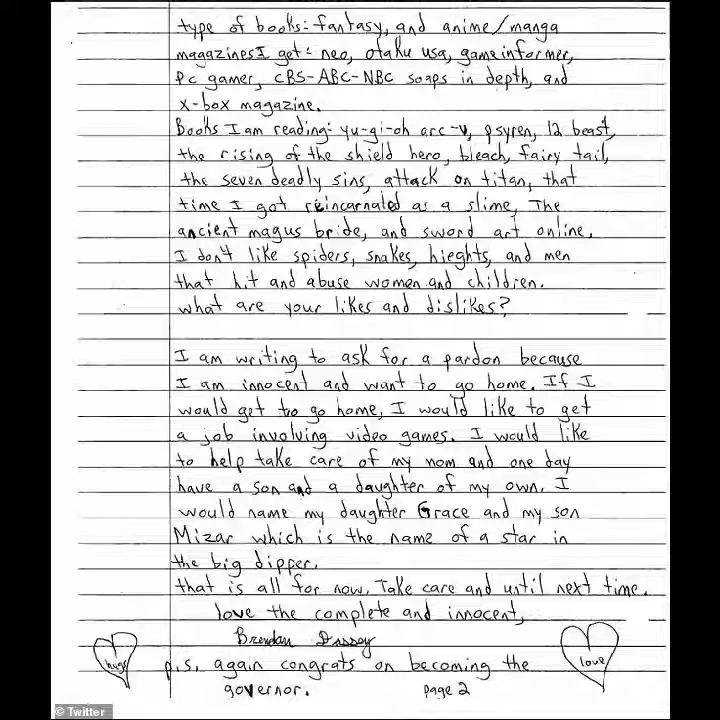 type of books: fantasy, and anime/manga
magazines I get: neo, otaku usa, gameinformer,
Pc gamer, CBS-ABC-NBC soaps in depth, and
x-box magazine.
Books I am reading: yu-gi-oh arc-v, psyren, 12 beast,
the rising of the shield hero, bleach, fairy tail,
the seven deadly sins, attack on titan, that
time I got reincarnated as a slime, The
ancient magus bride, and sword art online.
I don't like spiders, snakes, hieghts, and men
that hit and abuse women and children.
what are your likes and dislikes?
I am writing to ask for a pardon because
I am innocent and want to go home. If I
would get to go home, I would like to get
a job involving video games. I would like
to help take care of my mom and one day
have a son and a daughter of my own. I
would name my daughter Grace and my son
Mizar which is the name of a star in
the big dipper.
that is all for now. Take care and until next time.
love the complete and innocent,
Brendan Dassey
hugs
love
p.s. again congrats on becoming the
governor. page 2
© Twitter